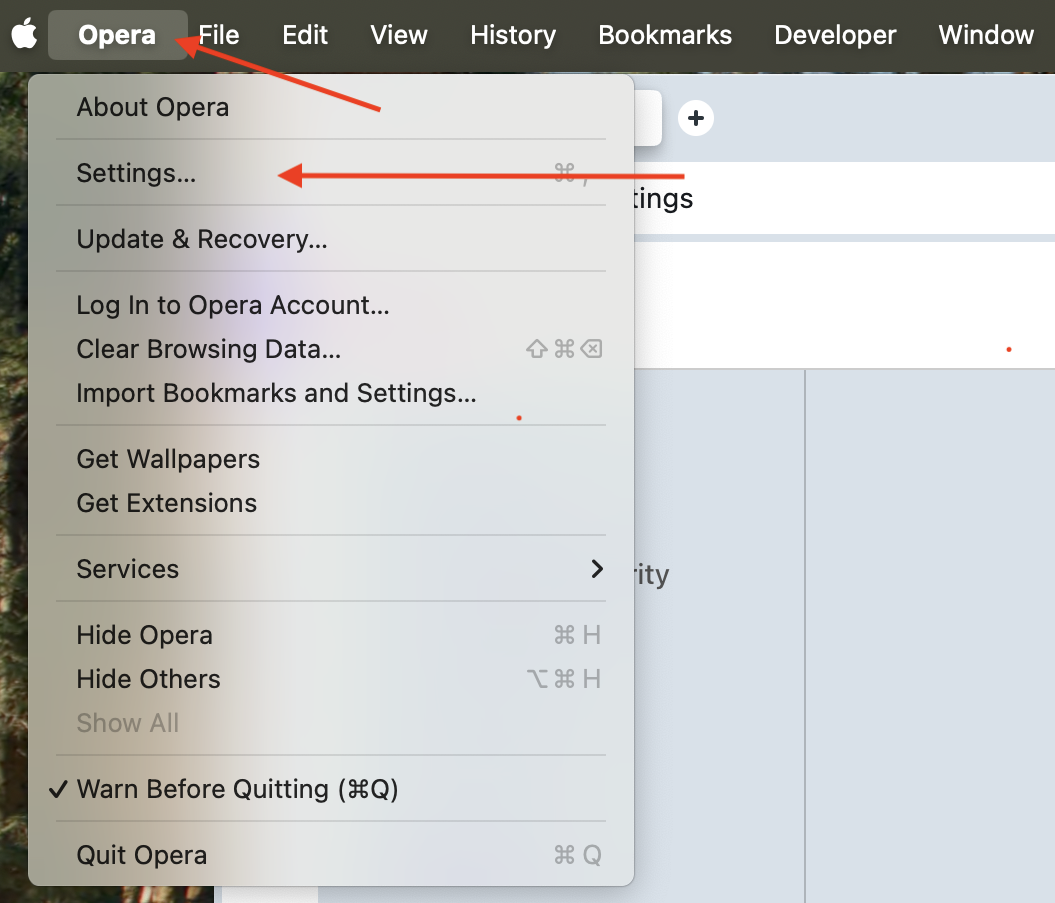 Opera File Edit View History Bookmarks Developer Window
About Opera
Settings... ⌘ ,
tings
Update & Recovery...
Log In to Opera Account...
Clear Browsing Data... ⇧⌘⌫
Import Bookmarks and Settings...
Get Wallpapers
Get Extensions
Services
rity
Hide Opera ⌘ H
Hide Others ⌥⌘ H
Show All
Warn Before Quitting (⌘Q)
Quit Opera ⌘ Q